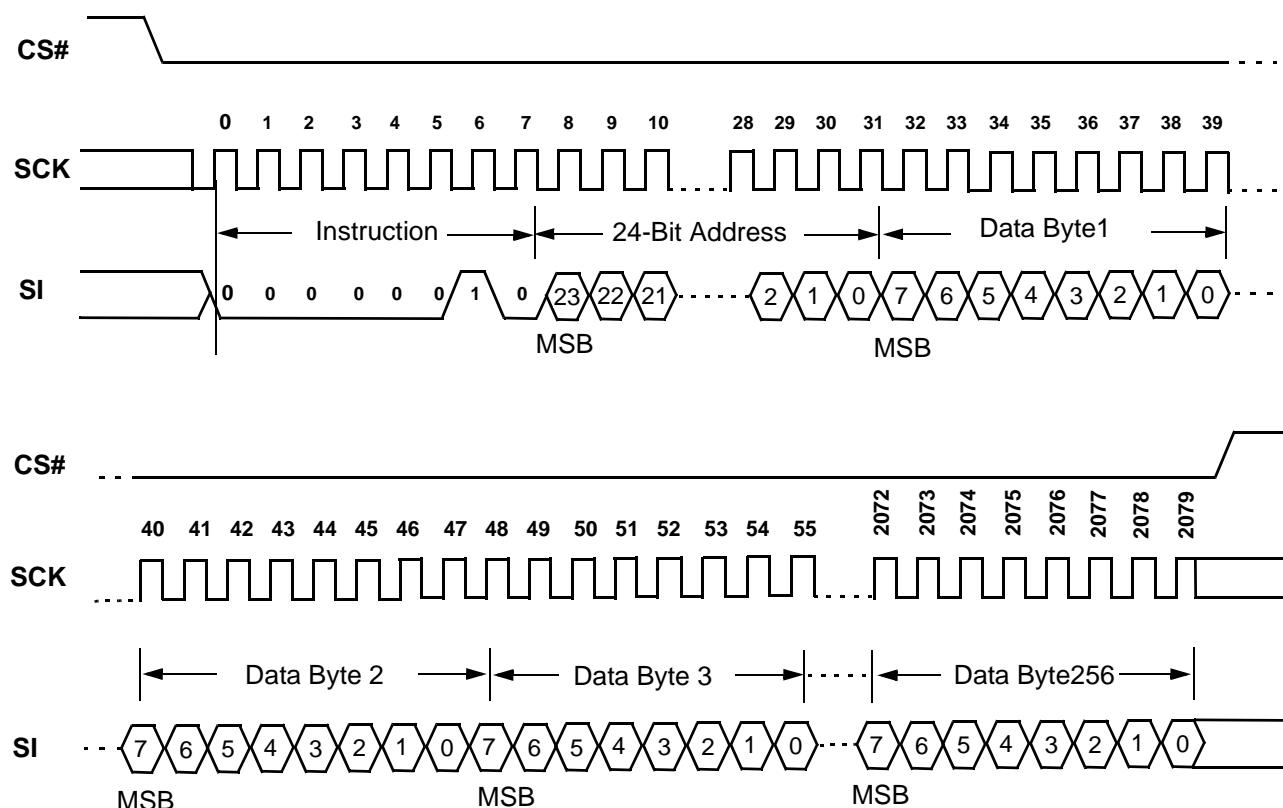 CS#
0 1 2 3 4 5 6 7 8 9 10 28 29 30 31 32 33 34 35 36 37 38 39
SCK
Instruction 24-Bit Address Data Byte1
SI 0 0 0 0 0 0 1 0 23 22 21 2 1 0 7 6 5 4 3 2 1 0
MSB MSB
CS#
40 41 42 43 44 45 46 47 48 49 50 51 52 53 54 55 2072 2073 2074 2075 2076 2077 2078 2079
SCK
Data Byte 2 Data Byte 3 Data Byte256
SI 7 6 5 4 3 2 1 0 7 6 5 4 3 2 1 0 7 6 5 4 3 2 1 0
MSB MSB MSB